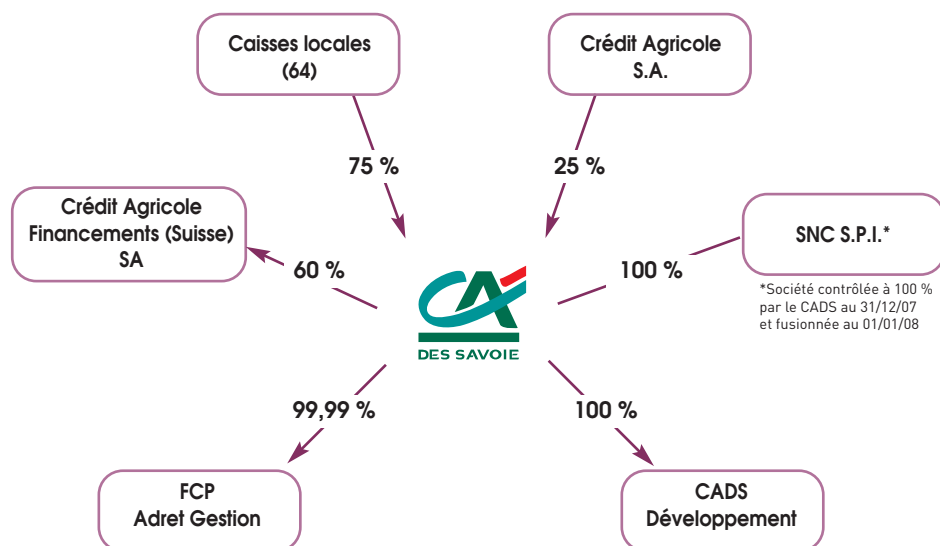 Caisses locales
(64)
Crédit Agricole
S.A.
75 %
25 %
Crédit Agricole
Financements (Suisse)
SA
SNC S.P.I.*
60 %
100 %
*Société contrôlée à 100 %
par le CADS au 31/12/07
et fusionnée au 01/01/08
CA
DES SAVOIE
99,99 %
100 %
FCP
Adret Gestion
CADS
Développement